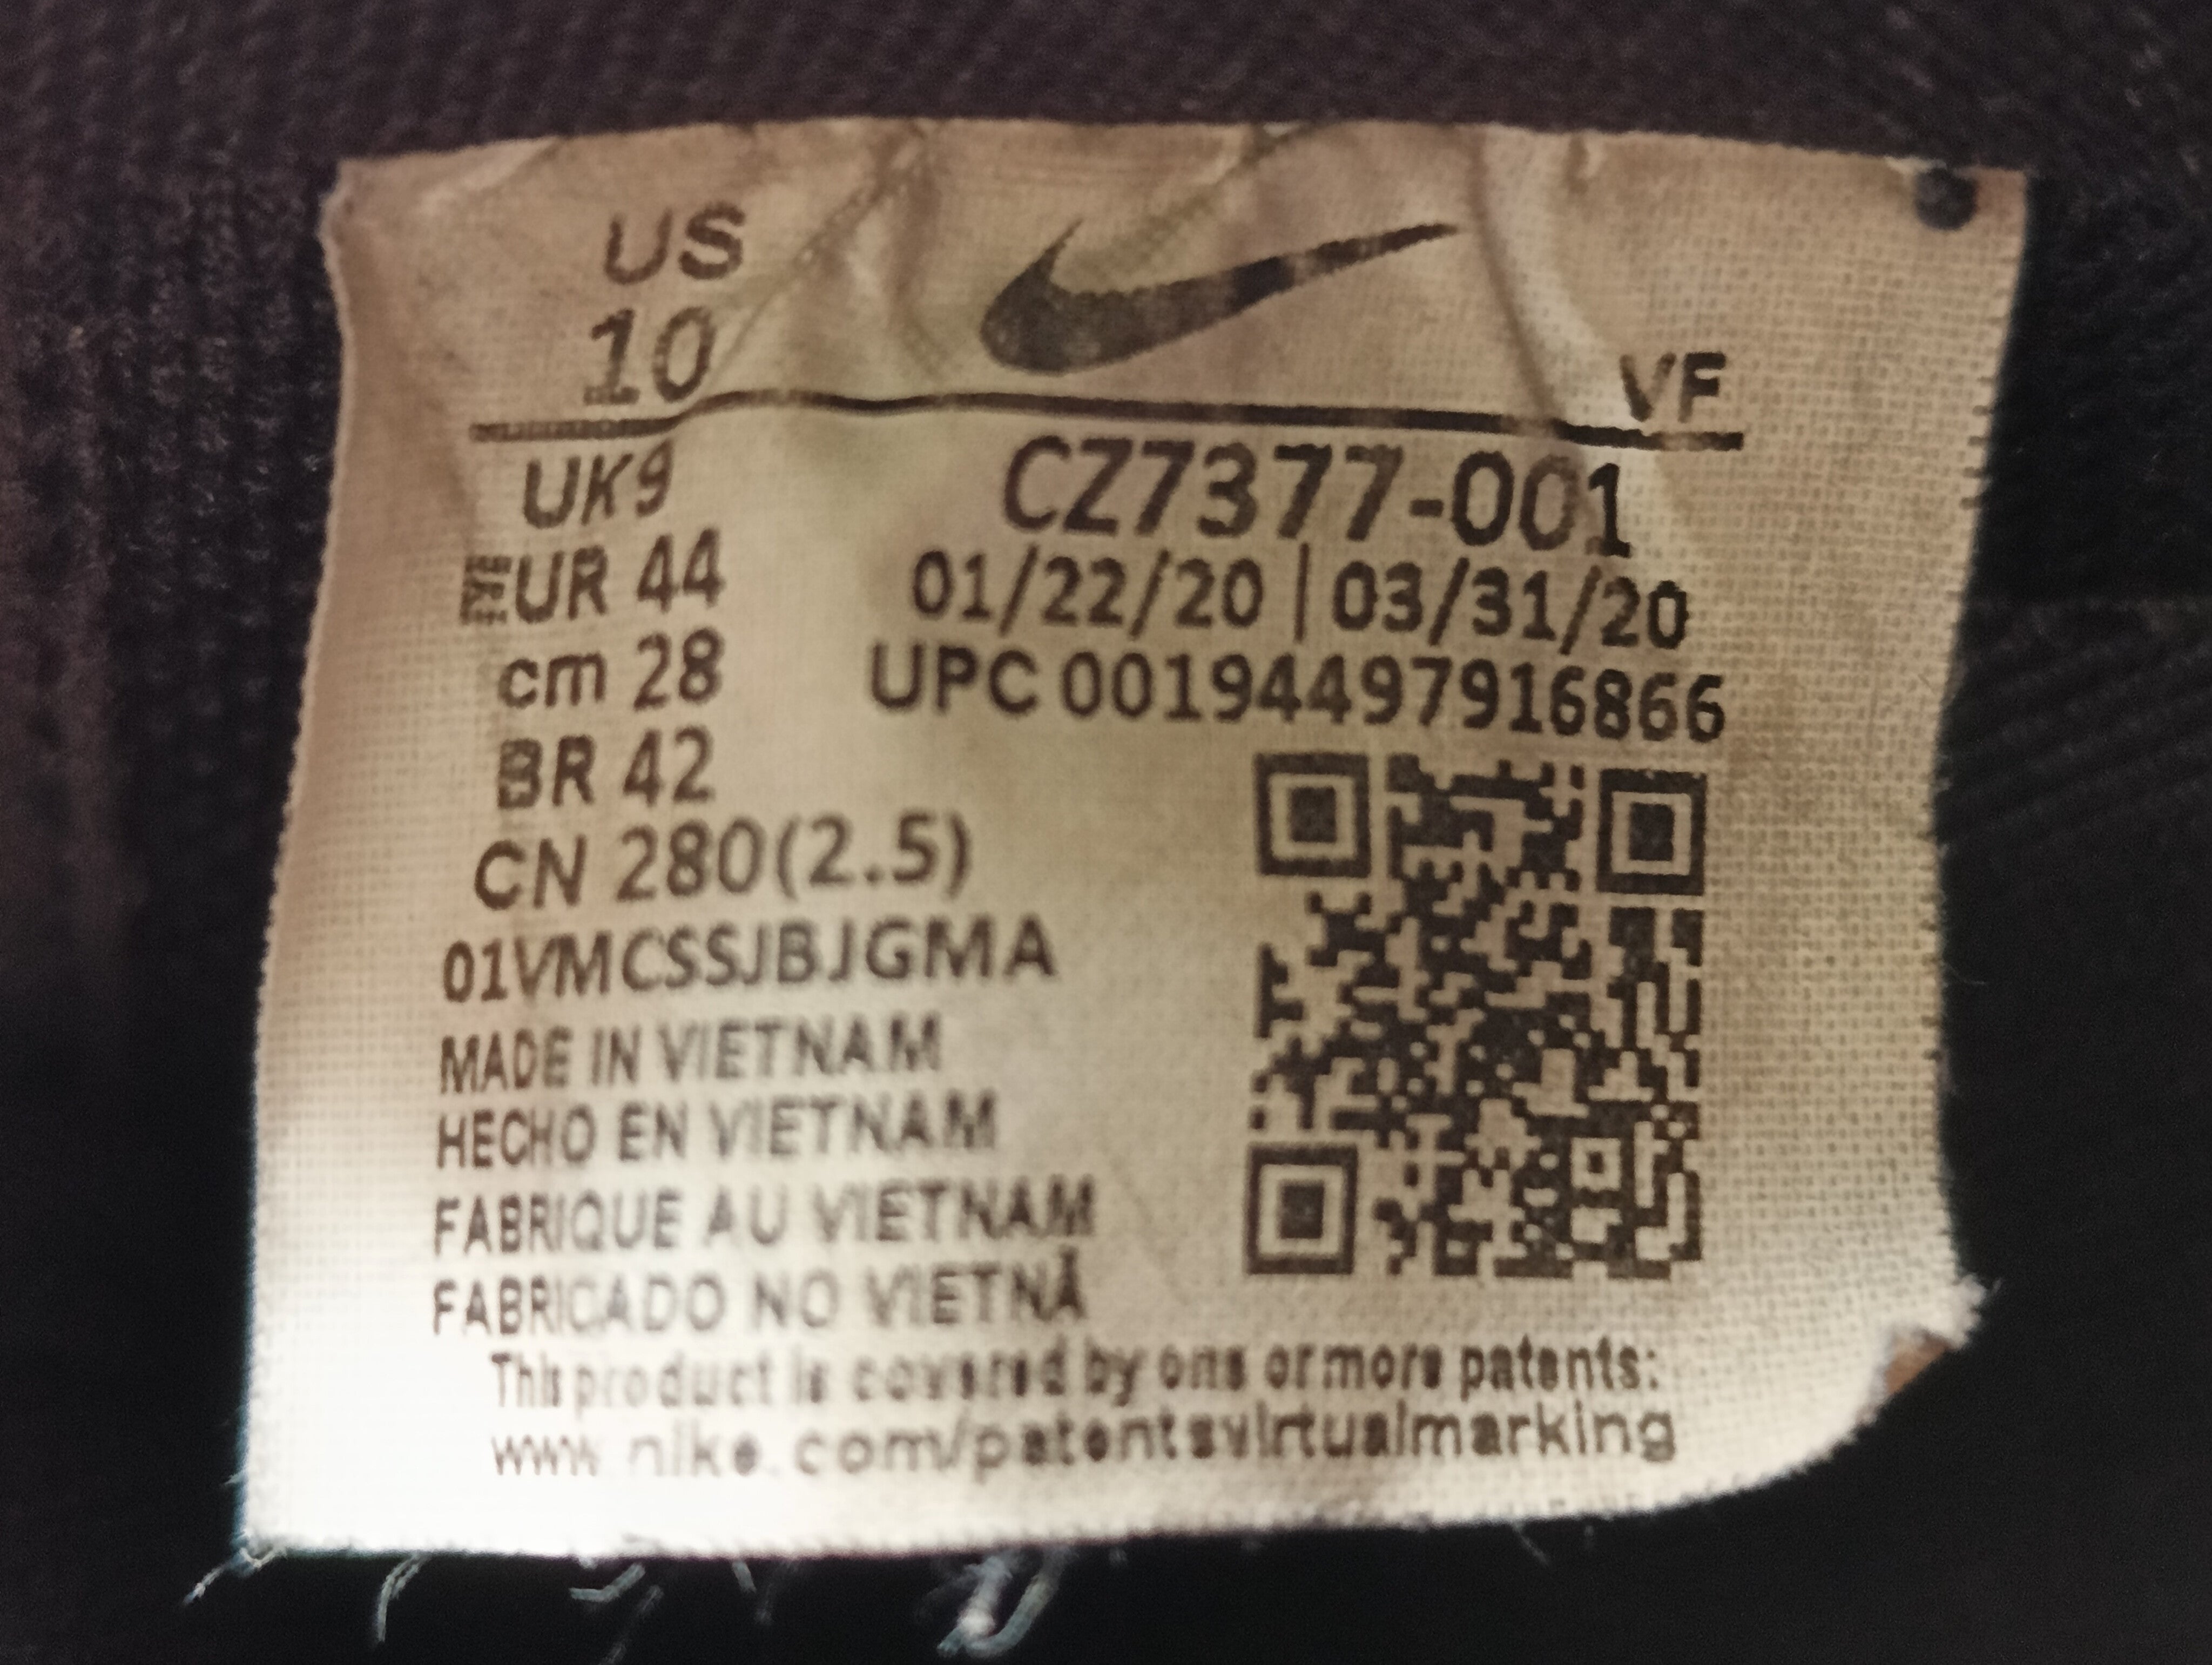 US
10
VF
UK9
EUR 44
cm 28
BR 42
CN 280(2.5)
CZ7377-001
01/22/20 | 03/31/20
UPC 00194497916866
01VMCSSJBJGMA
MADE IN VIETNAM
HECHO EN VIETNAM
FABRIQUE AU VIETNAM
FABRICADO NO VIETNÃ
This product is covered by one or more patents:
www.nike.com/patentsvirtualmarking